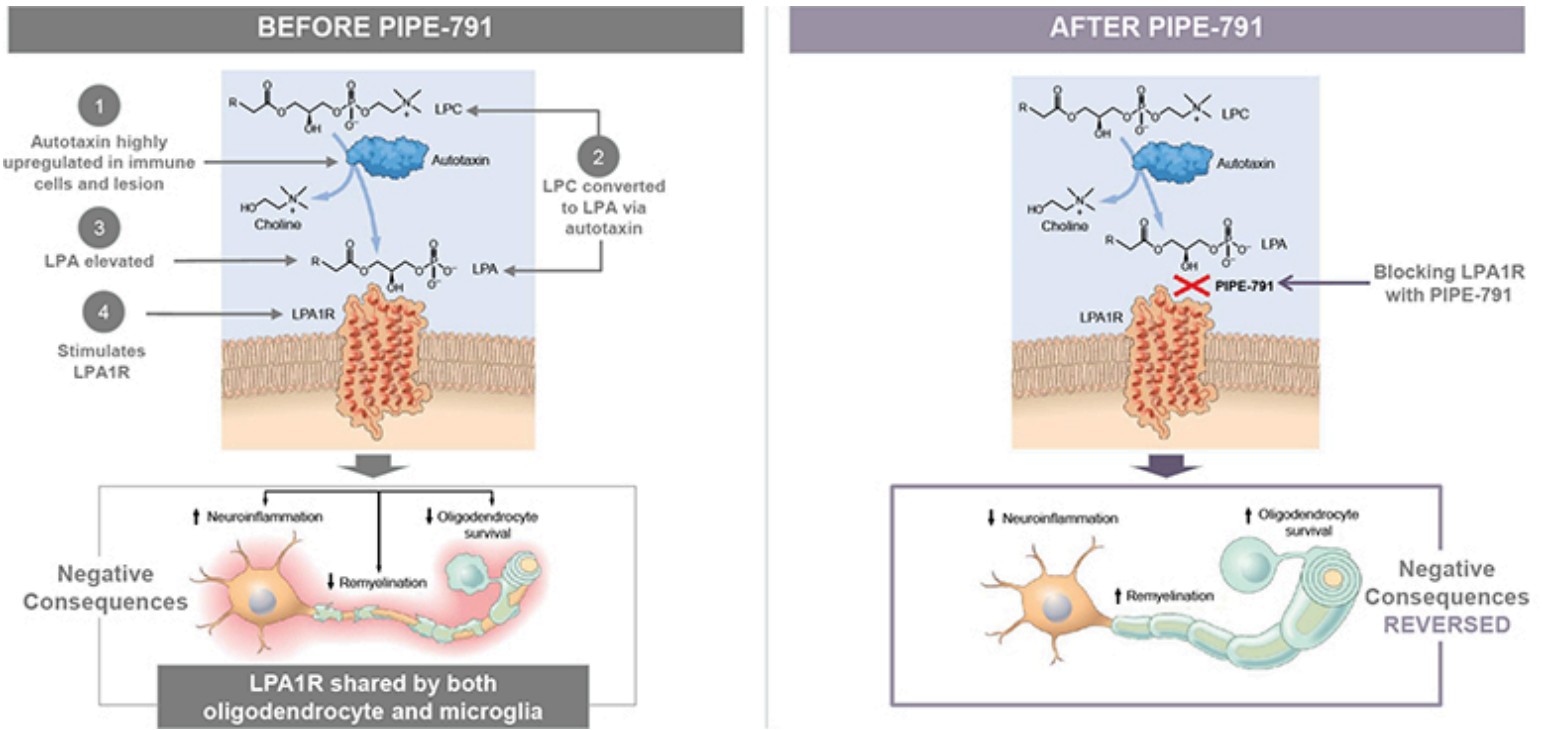 BEFORE PIPE-791
1
Autotaxin highly
upregulated in immune
cells and lesion
3
LPA elevated
4
Stimulates
LPA1R
R
O
O
OH
O
P
O
O⁻
O
N
+
LPC
Autotaxin
HO
N
+
Choline
R
O
O
OH
O
P
O
O⁻
O⁻
LPA
LPA1R
2
LPC converted
to LPA via
autotaxin
Negative
Consequences
↑ Neuroinflammation
↓ Remyelination
↓ Oligodendrocyte
survival
LPA1R shared by both
oligodendrocyte and microglia
AFTER PIPE-791
R
O
O
OH
O
P
O
O⁻
O
N
+
LPC
Autotaxin
HO
N
+
Choline
R
O
O
OH
O
P
O
O⁻
O⁻
LPA
PIPE-791
LPA1R
Blocking LPA1R
with PIPE-791
↓ Neuroinflammation
↑ Remyelination
↑ Oligodendrocyte
survival
Negative
Consequences
REVERSED